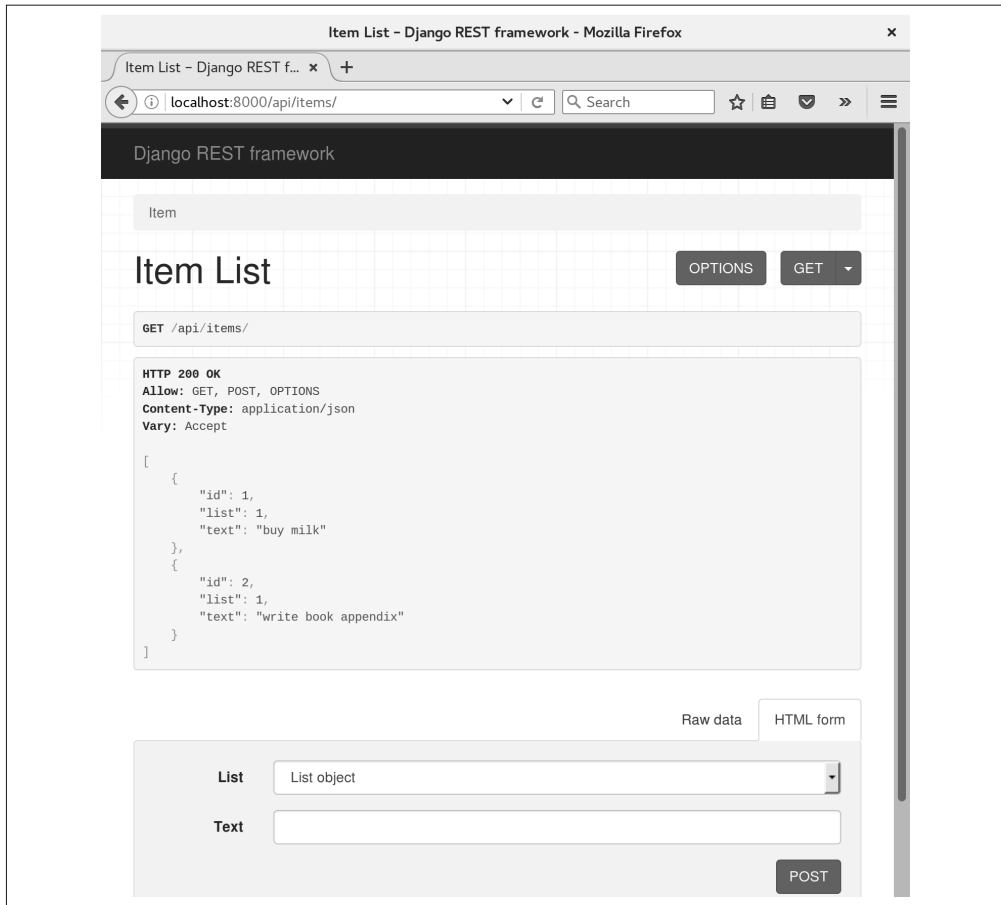 Item List – Django REST framework - Mozilla Firefox ×
Item List – Django REST f... × +
localhost:8000/api/items/ Search
Django REST framework
Item
Item List OPTIONS GET
GET /api/items/
HTTP 200 OK
Allow: GET, POST, OPTIONS
Content-Type: application/json
Vary: Accept
[
    {
        "id": 1,
        "list": 1,
        "text": "buy milk"
    },
    {
        "id": 2,
        "list": 1,
        "text": "write book appendix"
    }
]
Raw data HTML form
List List object
Text
POST